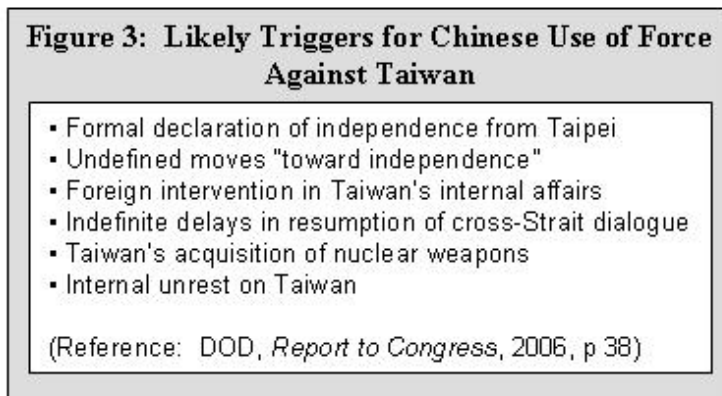 Figure 3:  Likely Triggers for Chinese Use of Force
Against Taiwan
▪ Formal declaration of independence from Taipei
▪ Undefined moves "toward independence"
▪ Foreign intervention in Taiwan's internal affairs
▪ Indefinite delays in resumption of cross-Strait dialogue
▪ Taiwan's acquisition of nuclear weapons
▪ Internal unrest on Taiwan
(Reference:  DOD, Report to Congress, 2006, p 38)